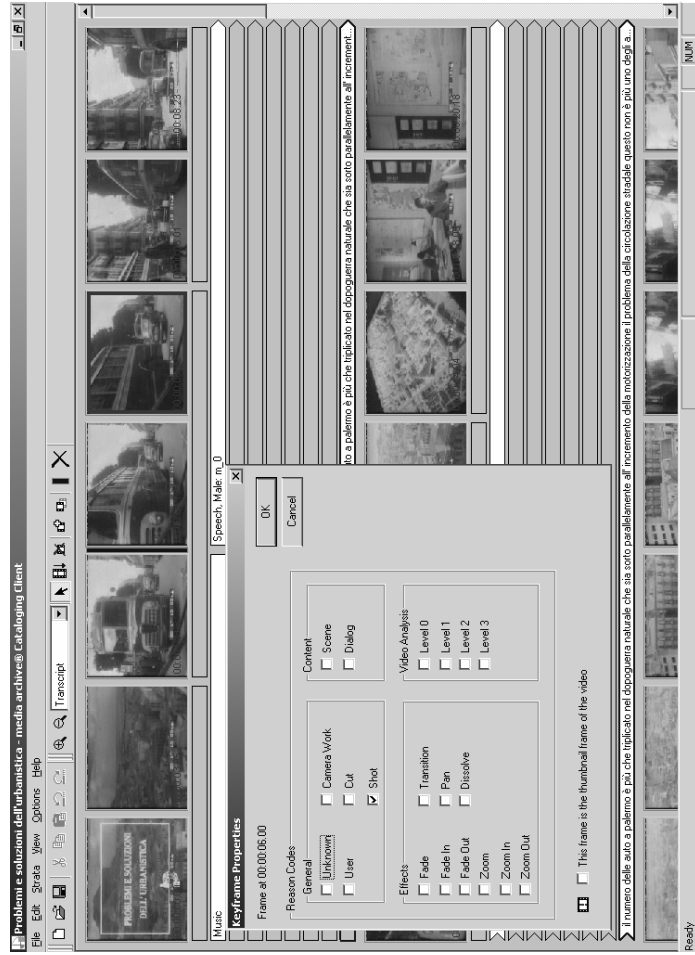 Problemi e soluzioni dell'urbanistica - media archive® Cataloging Client
File Edit Strata View Options Help
Transcript
PROBLEMI E SOLUZIONI
DELL'URBANISTICA
00:08:23
Music
Speech, Male: m_0
to a palermo è più che triplicato nel dopoguerra naturale che sia sorto parallelamente all' increment...
Keyframe Properties
Frame at 00:00:06.00
OK
Cancel
Reason Codes
General
Unknown
User
Camera Work
Cut
Shot
Content
Scene
Dialog
Effects
Fade
Fade In
Fade Out
Zoom
Zoom In
Zoom Out
Transition
Pan
Dissolve
Video Analysis
Level 0
Level 1
Level 2
Level 3
This frame is the thumbnail frame of the video
il numero delle auto a palermo è più che triplicato nel dopoguerra naturale che sia sorto parallelamente all' incremento della motorizzazione il problema della circolazione stradale questo non è più uno degli a...
Ready
NUM